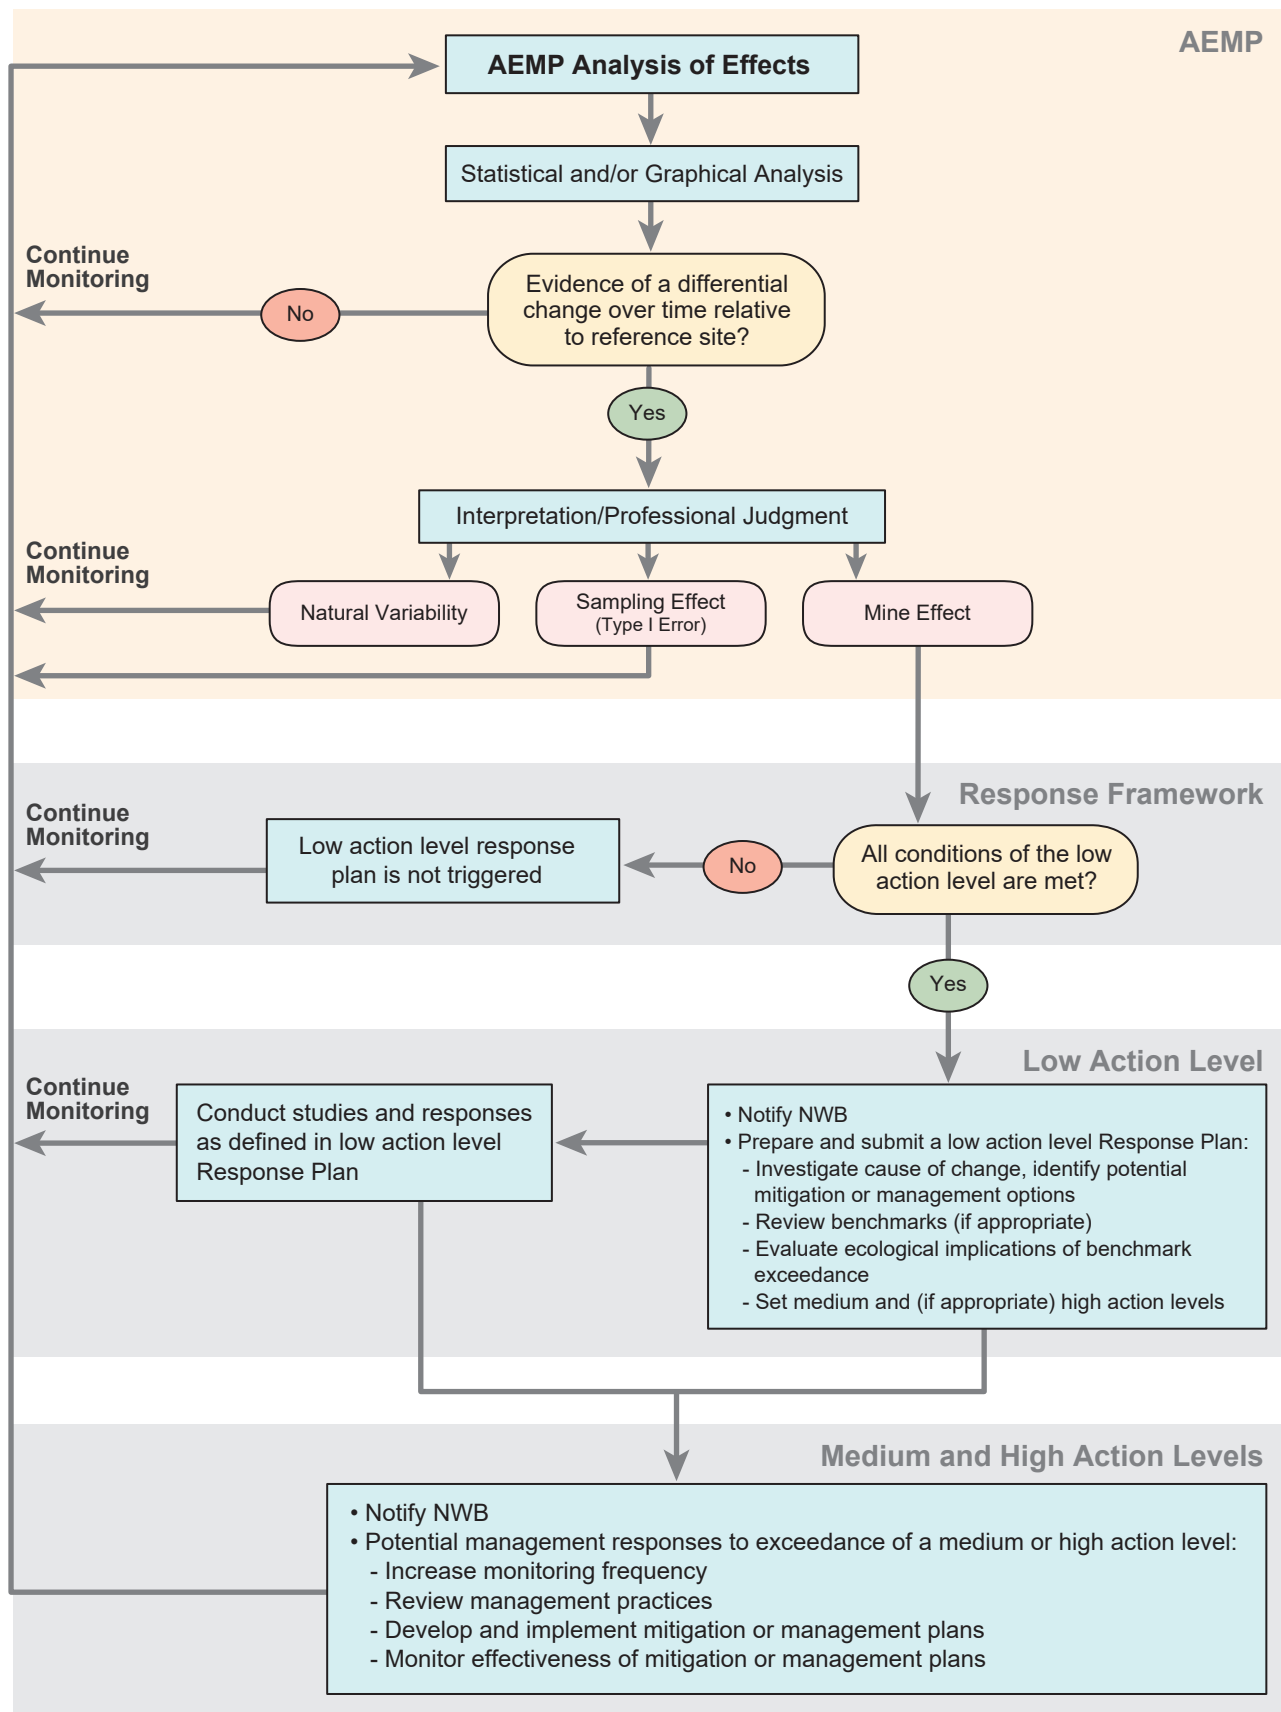 AEMP
AEMP Analysis of Effects
Statistical and/or Graphical Analysis
Continue
Monitoring
Evidence of a differential
change over time relative
to reference site?
No
Yes
Interpretation/Professional Judgment
Continue
Monitoring
Natural Variability
Sampling Effect
(Type I Error)
Mine Effect
Response Framework
Continue
Monitoring
Low action level response
plan is not triggered
No
All conditions of the low
action level are met?
Yes
Low Action Level
Continue
Monitoring
Conduct studies and responses
as defined in low action level
Response Plan
• Notify NWB
• Prepare and submit a low action level Response Plan:
- Investigate cause of change, identify potential
mitigation or management options
- Review benchmarks (if appropriate)
- Evaluate ecological implications of benchmark
exceedance
- Set medium and (if appropriate) high action levels
Medium and High Action Levels
• Notify NWB
• Potential management responses to exceedance of a medium or high action level:
- Increase monitoring frequency
- Review management practices
- Develop and implement mitigation or management plans
- Monitor effectiveness of mitigation or management plans